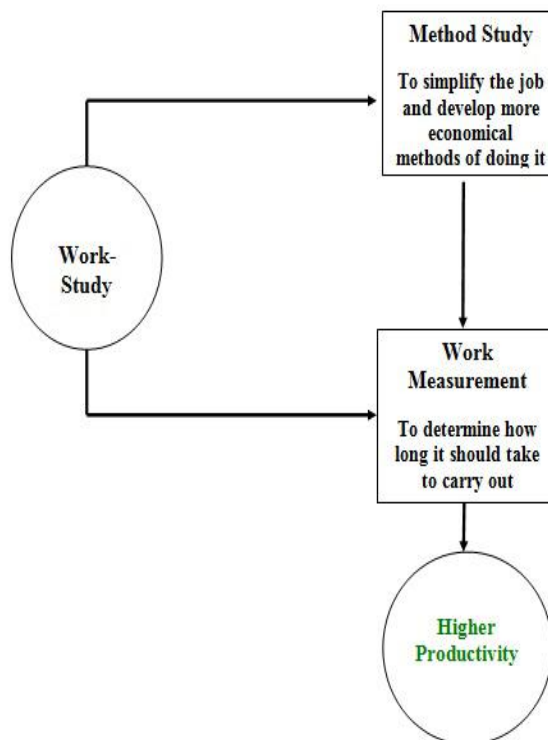 Method Study
To simplify the job
and develop more
economical
methods of doing it
Work-
Study
Work
Measurement
To determine how
long it should take
to carry out
Higher
Productivity